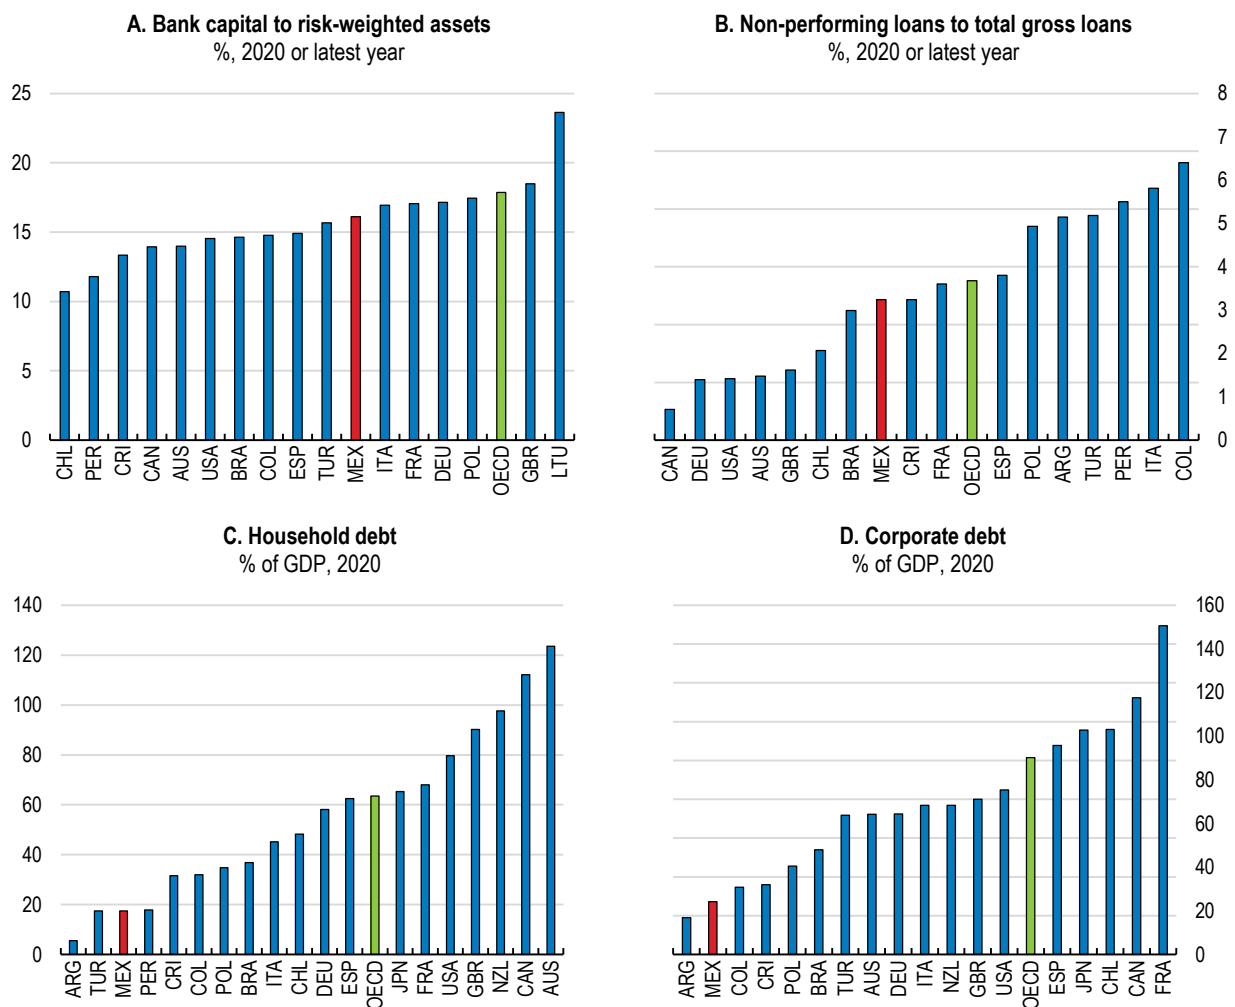 A. Bank capital to risk-weighted assets
%, 2020 or latest year
25
20
15
10
5
0
CHL
PER
CRI
CAN
AUS
USA
BRA
COL
ESP
TUR
MEX
ITA
FRA
DEU
POL
OECD
GBR
LTU
B. Non-performing loans to total gross loans
%, 2020 or latest year
8
7
6
5
4
3
2
1
0
CAN
DEU
USA
AUS
GBR
CHL
BRA
MEX
CRI
FRA
OECD
ESP
POL
ARG
TUR
PER
ITA
COL
C. Household debt
% of GDP, 2020
140
120
100
80
60
40
20
0
ARG
TUR
MEX
PER
CRI
COL
POL
BRA
ITA
CHL
DEU
ESP
OECD
JPN
FRA
USA
GBR
NZL
CAN
AUS
D. Corporate debt
% of GDP, 2020
160
140
120
100
80
60
40
20
0
ARG
MEX
COL
CRI
POL
BRA
TUR
AUS
DEU
ITA
NZL
GBR
USA
OECD
ESP
JPN
CHL
CAN
FRA